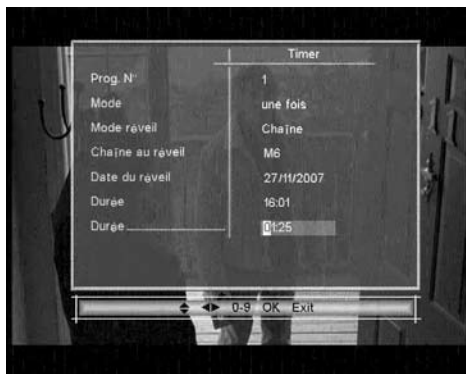 Timer
Prog. N° 1
Mode une fois
Mode réveil Chaîne
Chaîne au réveil M6
Date du réveil 27/11/2007
Durée 16:01
Durée 01:25
0-9 OK Exit